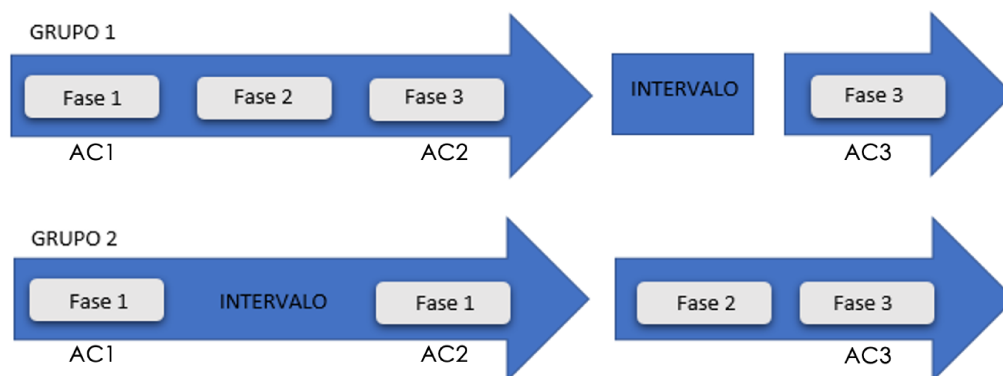 GRUPO 1
Fase 1
Fase 2
Fase 3
INTERVALO
Fase 3
AC1
AC2
AC3
GRUPO 2
Fase 1
INTERVALO
Fase 1
Fase 2
Fase 3
AC1
AC2
AC3